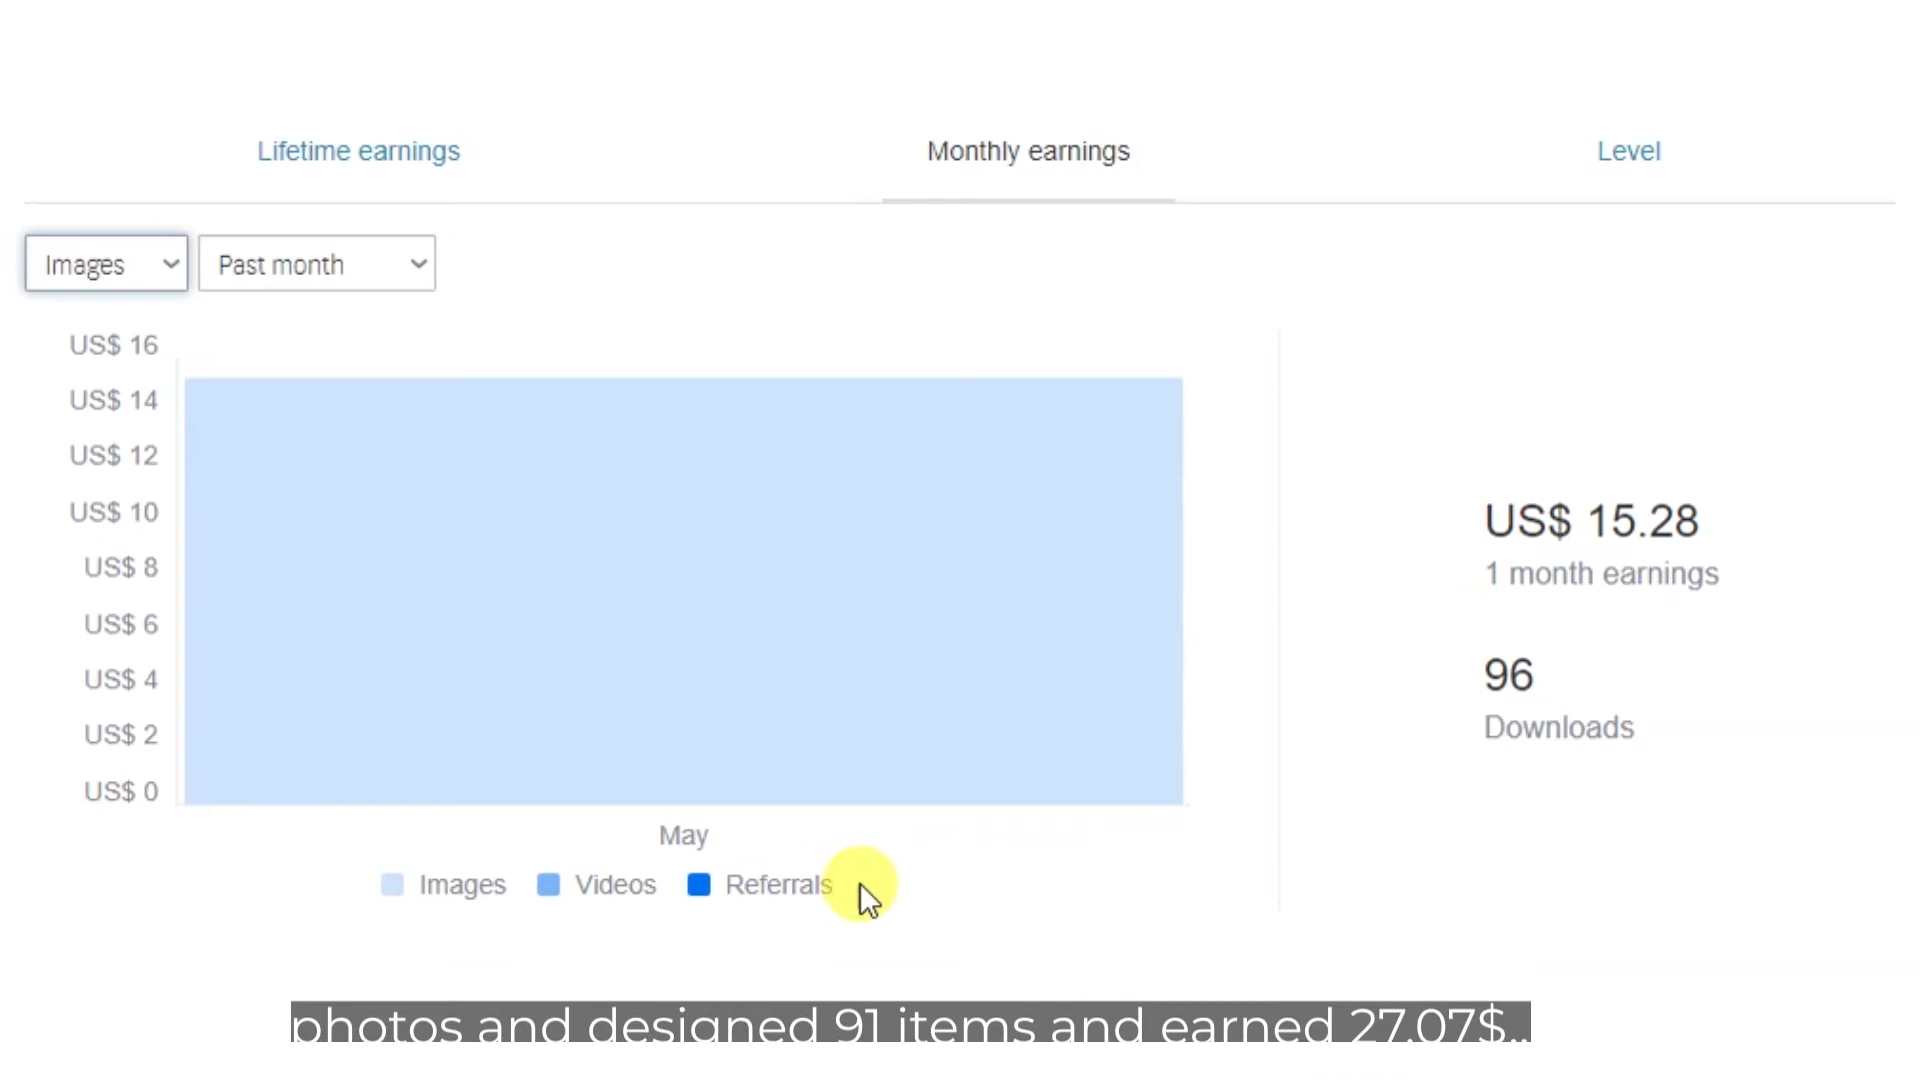 Lifetime earnings
Monthly earnings
Level
Images
Past month
US$ 16
US$ 14
US$ 12
US$ 10
US$ 8
US$ 6
US$ 4
US$ 2
US$ 0
May
Images
Videos
Referrals
US$ 15.28
1 month earnings
96
Downloads
photos and designed 91 items and earned 27.07$..